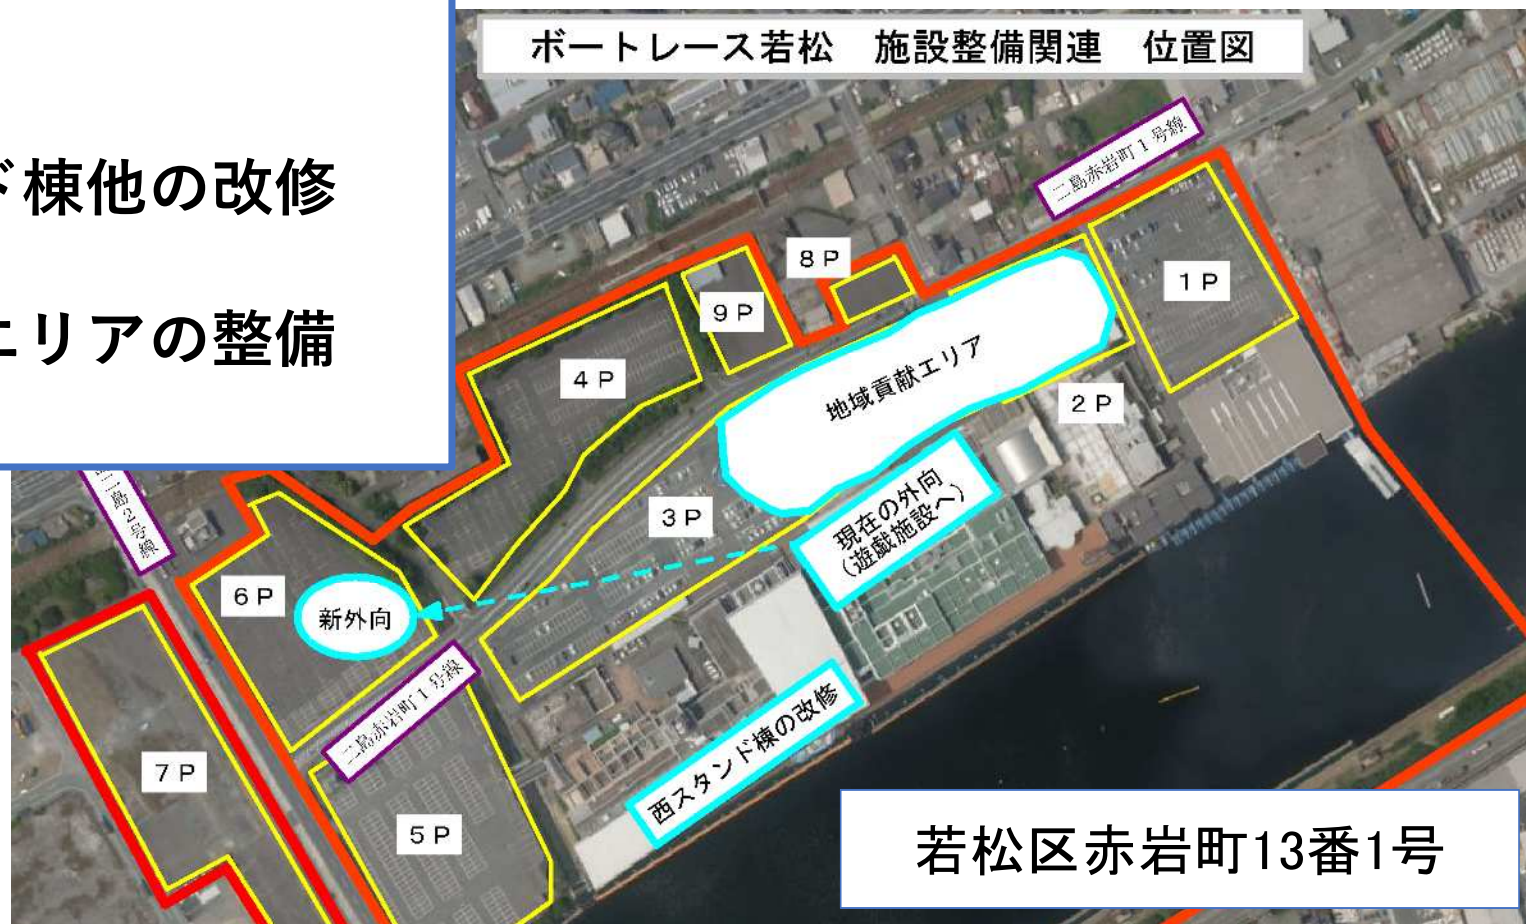 ボートレース若松　施設整備関連　位置図
ド棟他の改修
エリアの整備
二島赤岩町1号線
8P
1P
9P
4P
地域貢献エリア
2P
3P
現在の外向
（遊戯施設へ）
二島2号線
6P
新外向
二島赤岩町1号線
西スタンド棟の改修
7P
5P
若松区赤岩町13番1号